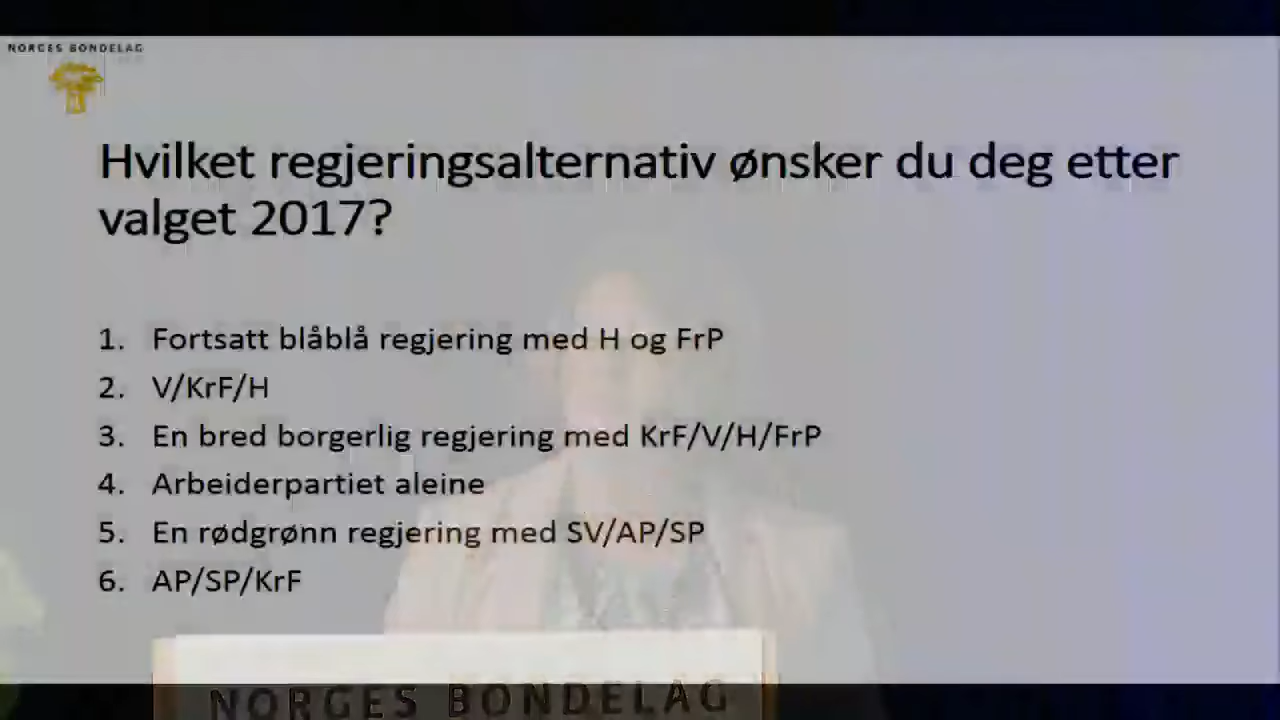 NORGES BONDELAG
Hvilket regjeringsalternativ ønsker du deg etter
valget 2017?
1. Fortsatt blåblå regjering med H og FrP
2. V/KrF/H
3. En bred borgerlig regjering med KrF/V/H/FrP
4. Arbeiderpartiet aleine
5. En rødgrønn regjering med SV/AP/SP
6. AP/SP/KrF
NORGES BONDELAG